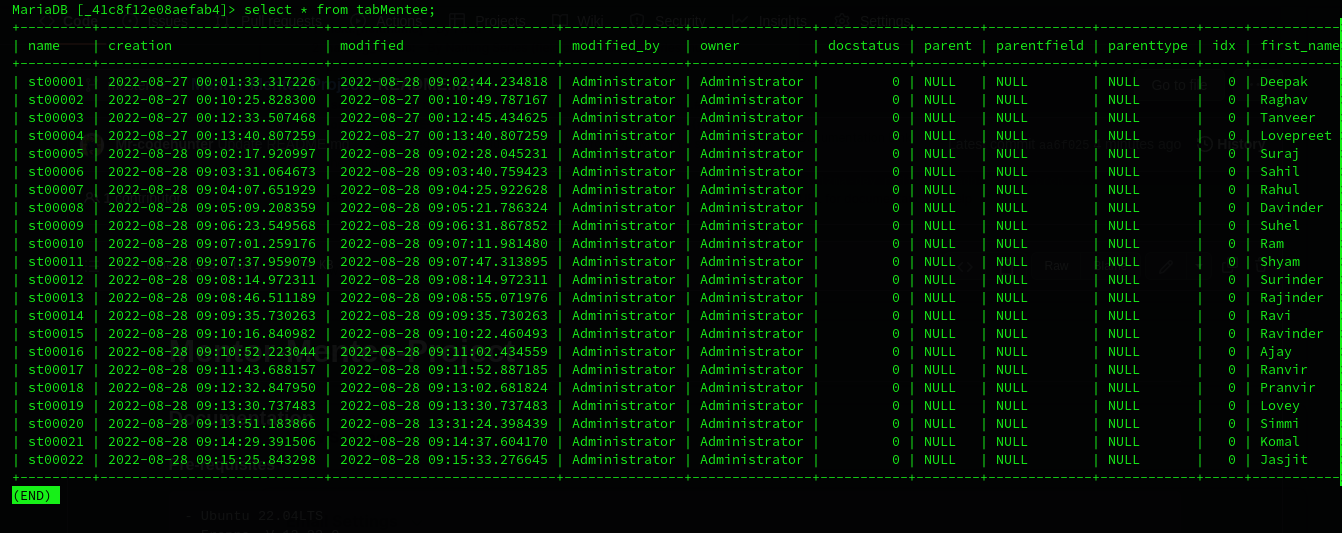 MariaDB [_41c8f12e08aefab4]> select * from tabMentee;
| name | creation | modified | modified_by | owner | docstatus | parent | parentfield | parenttype | idx | first_name
| st00001 | 2022-08-27 00:01:33.317226 | 2022-08-28 09:02:44.234818 | Administrator | Administrator | 0 | NULL | NULL | NULL | 0 | Deepak
| st00002 | 2022-08-27 00:10:25.828300 | 2022-08-27 00:10:49.787167 | Administrator | Administrator | 0 | NULL | NULL | NULL | 0 | Raghav
| st00003 | 2022-08-27 00:12:33.507468 | 2022-08-27 00:12:45.434625 | Administrator | Administrator | 0 | NULL | NULL | NULL | 0 | Tanveer
| st00004 | 2022-08-27 00:13:40.807259 | 2022-08-27 00:13:40.807259 | Administrator | Administrator | 0 | NULL | NULL | NULL | 0 | Lovepreet
| st00005 | 2022-08-28 09:02:17.920997 | 2022-08-28 09:02:28.045231 | Administrator | Administrator | 0 | NULL | NULL | NULL | 0 | Suraj
| st00006 | 2022-08-28 09:03:31.064673 | 2022-08-28 09:03:40.759423 | Administrator | Administrator | 0 | NULL | NULL | NULL | 0 | Sahil
| st00007 | 2022-08-28 09:04:07.651929 | 2022-08-28 09:04:25.922628 | Administrator | Administrator | 0 | NULL | NULL | NULL | 0 | Rahul
| st00008 | 2022-08-28 09:05:09.208359 | 2022-08-28 09:05:21.786324 | Administrator | Administrator | 0 | NULL | NULL | NULL | 0 | Davinder
| st00009 | 2022-08-28 09:06:23.549568 | 2022-08-28 09:06:31.867852 | Administrator | Administrator | 0 | NULL | NULL | NULL | 0 | Suhel
| st00010 | 2022-08-28 09:07:01.259176 | 2022-08-28 09:07:11.981480 | Administrator | Administrator | 0 | NULL | NULL | NULL | 0 | Ram
| st00011 | 2022-08-28 09:07:37.959079 | 2022-08-28 09:07:47.313895 | Administrator | Administrator | 0 | NULL | NULL | NULL | 0 | Shyam
| st00012 | 2022-08-28 09:08:14.972311 | 2022-08-28 09:08:14.972311 | Administrator | Administrator | 0 | NULL | NULL | NULL | 0 | Surinder
| st00013 | 2022-08-28 09:08:46.511189 | 2022-08-28 09:08:55.071976 | Administrator | Administrator | 0 | NULL | NULL | NULL | 0 | Rajinder
| st00014 | 2022-08-28 09:09:35.730263 | 2022-08-28 09:09:35.730263 | Administrator | Administrator | 0 | NULL | NULL | NULL | 0 | Ravi
| st00015 | 2022-08-28 09:10:16.840982 | 2022-08-28 09:10:22.460493 | Administrator | Administrator | 0 | NULL | NULL | NULL | 0 | Ravinder
| st00016 | 2022-08-28 09:10:52.223044 | 2022-08-28 09:11:02.434559 | Administrator | Administrator | 0 | NULL | NULL | NULL | 0 | Ajay
| st00017 | 2022-08-28 09:11:43.688157 | 2022-08-28 09:11:52.887185 | Administrator | Administrator | 0 | NULL | NULL | NULL | 0 | Ranvir
| st00018 | 2022-08-28 09:12:32.847950 | 2022-08-28 09:13:02.681824 | Administrator | Administrator | 0 | NULL | NULL | NULL | 0 | Pranvir
| st00019 | 2022-08-28 09:13:30.737483 | 2022-08-28 09:13:30.737483 | Administrator | Administrator | 0 | NULL | NULL | NULL | 0 | Lovey
| st00020 | 2022-08-28 09:13:51.183866 | 2022-08-28 13:31:24.398439 | Administrator | Administrator | 0 | NULL | NULL | NULL | 0 | Simmi
| st00021 | 2022-08-28 09:14:29.391506 | 2022-08-28 09:14:37.604170 | Administrator | Administrator | 0 | NULL | NULL | NULL | 0 | Komal
| st00022 | 2022-08-28 09:15:25.843298 | 2022-08-28 09:15:33.276645 | Administrator | Administrator | 0 | NULL | NULL | NULL | 0 | Jasjit
(END)
- Ubuntu 22.04LTS